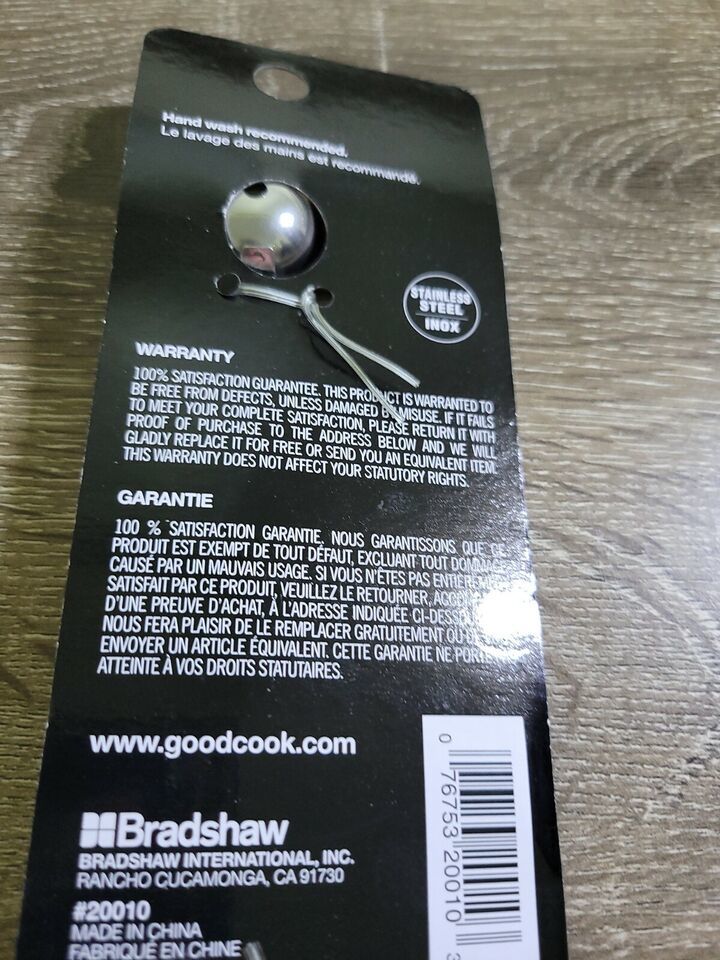 Hand wash recommended.
Le lavage des mains est recommandé.
STAINLESS
STEEL
INOX
WARRANTY
100% SATISFACTION GUARANTEE. THIS PRODUCT IS WARRANTED TO
BE FREE FROM DEFECTS, UNLESS DAMAGED BY MISUSE. IF IT FAILS
TO MEET YOUR COMPLETE SATISFACTION, PLEASE RETURN IT WITH
PROOF OF PURCHASE TO THE ADDRESS BELOW AND WE WILL
GLADLY REPLACE IT FOR FREE OR SEND YOU AN EQUIVALENT ITEM.
THIS WARRANTY DOES NOT AFFECT YOUR STATUTORY RIGHTS.
GARANTIE
100 % SATISFACTION GARANTIE. NOUS GARANTISSONS QUE CE
PRODUIT EST EXEMPT DE TOUT DÉFAUT, EXCLUANT TOUT DOMMAGE
CAUSÉ PAR UN MAUVAIS USAGE. SI VOUS N'ÊTES PAS
SATISFAIT PAR CE PRODUIT, VEUILLEZ LE RETOURNER,
D'UNE PREUVE D'ACHAT, À L'ADRESSE INDIQUÉE
NOUS FERA PLAISIR DE LE REMPLACER GRATUITEMENT OU
ENVOYER UN ARTICLE ÉQUIVALENT. CETTE GARANTIE NE PORTE
ATTEINTE À VOS DROITS STATUTAIRES.
www.goodcook.com
Bradshaw
BRADSHAW INTERNATIONAL, INC.
RANCHO CUCAMONGA, CA 91730
#20010
MADE IN CHINA
FABRIQUÉ EN CHINE
0 76753 20010 3